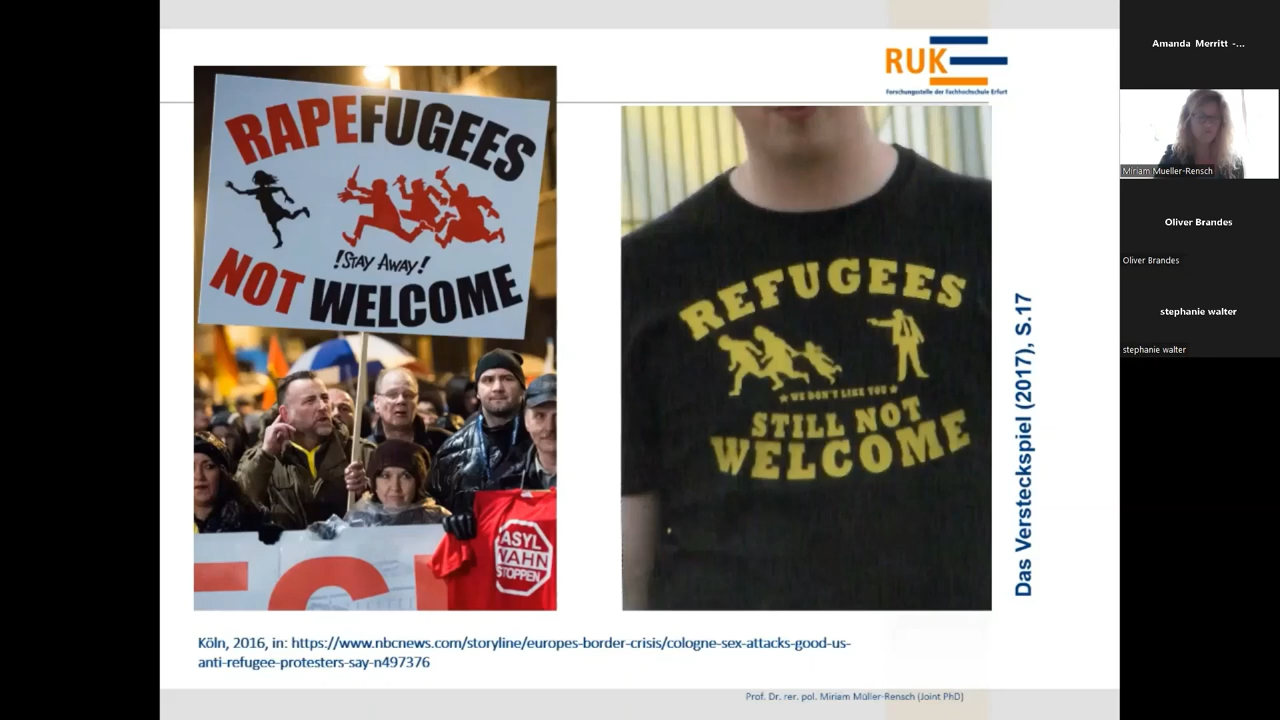 RUK
Forschungsstelle der Fachhochschule Erfurt
RAPEFUGEES
!STAY AWAY!
NOT WELCOME
ASYL
WAHN
STOPPEN
REFUGEES
★ WE DON'T LIKE YOU ★
STILL NOT
WELCOME
Das Versteckspiel (2017), S.17
Köln, 2016, in: https://www.nbcnews.com/storyline/europes-border-crisis/cologne-sex-attacks-good-us-
anti-refugee-protesters-say-n497376
Prof. Dr. rer. pol. Miriam Müller-Rensch (Joint PhD)
Amanda Merritt -...
Miriam Mueller-Rensch
Oliver Brandes
Oliver Brandes
stephanie walter
stephanie walter